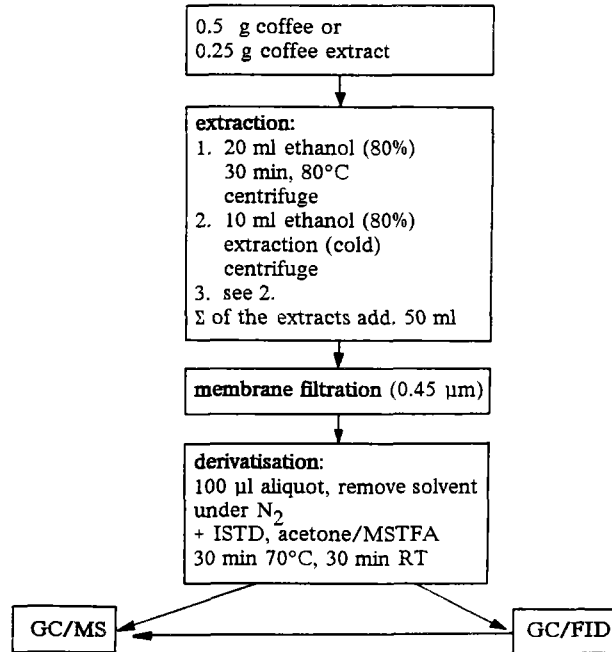 0.5 g coffee or
0.25 g coffee extract
extraction:
1. 20 ml ethanol (80%)
30 min, 80°C
centrifuge
2. 10 ml ethanol (80%)
extraction (cold)
centrifuge
3. see 2.
Σ of the extracts add. 50 ml
membrane filtration (0.45 μm)
derivatisation:
100 μl aliquot, remove solvent
under N2
+ ISTD, acetone/MSTFA
30 min 70°C, 30 min RT
GC/MS
GC/FID